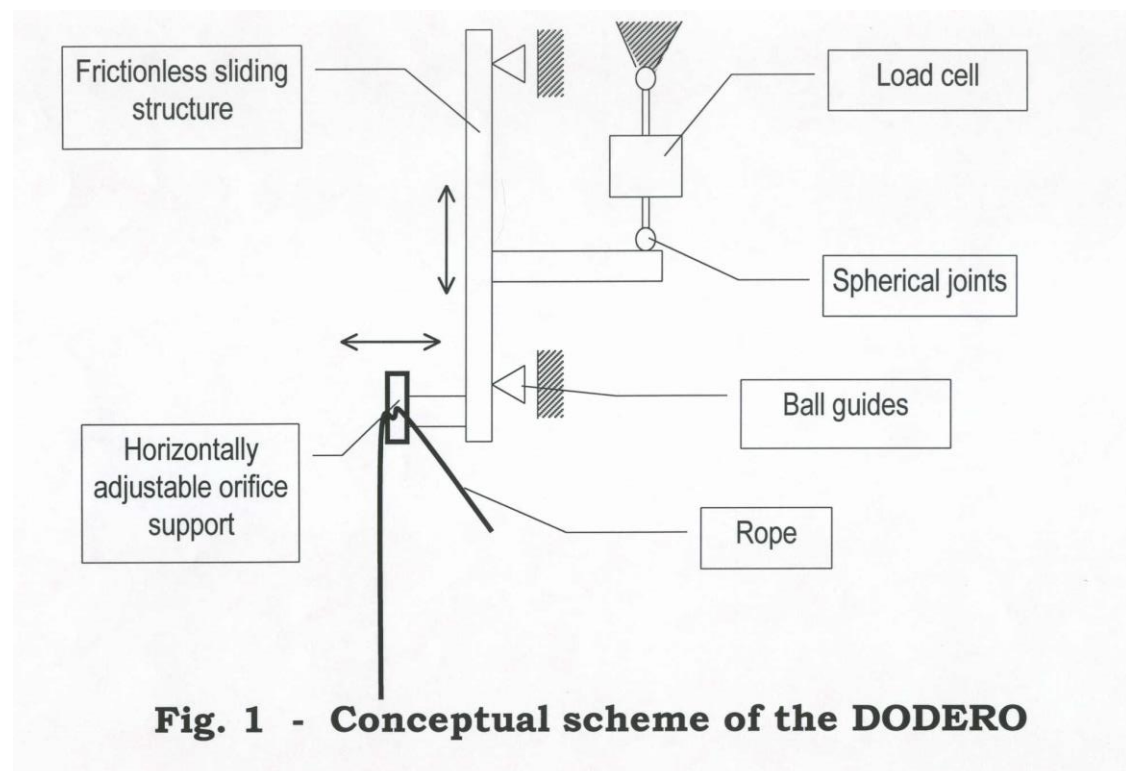 Frictionless sliding
structure
Load cell
Spherical joints
Ball guides
Horizontally
adjustable orifice
support
Rope
Fig. 1 - Conceptual scheme of the DODERO